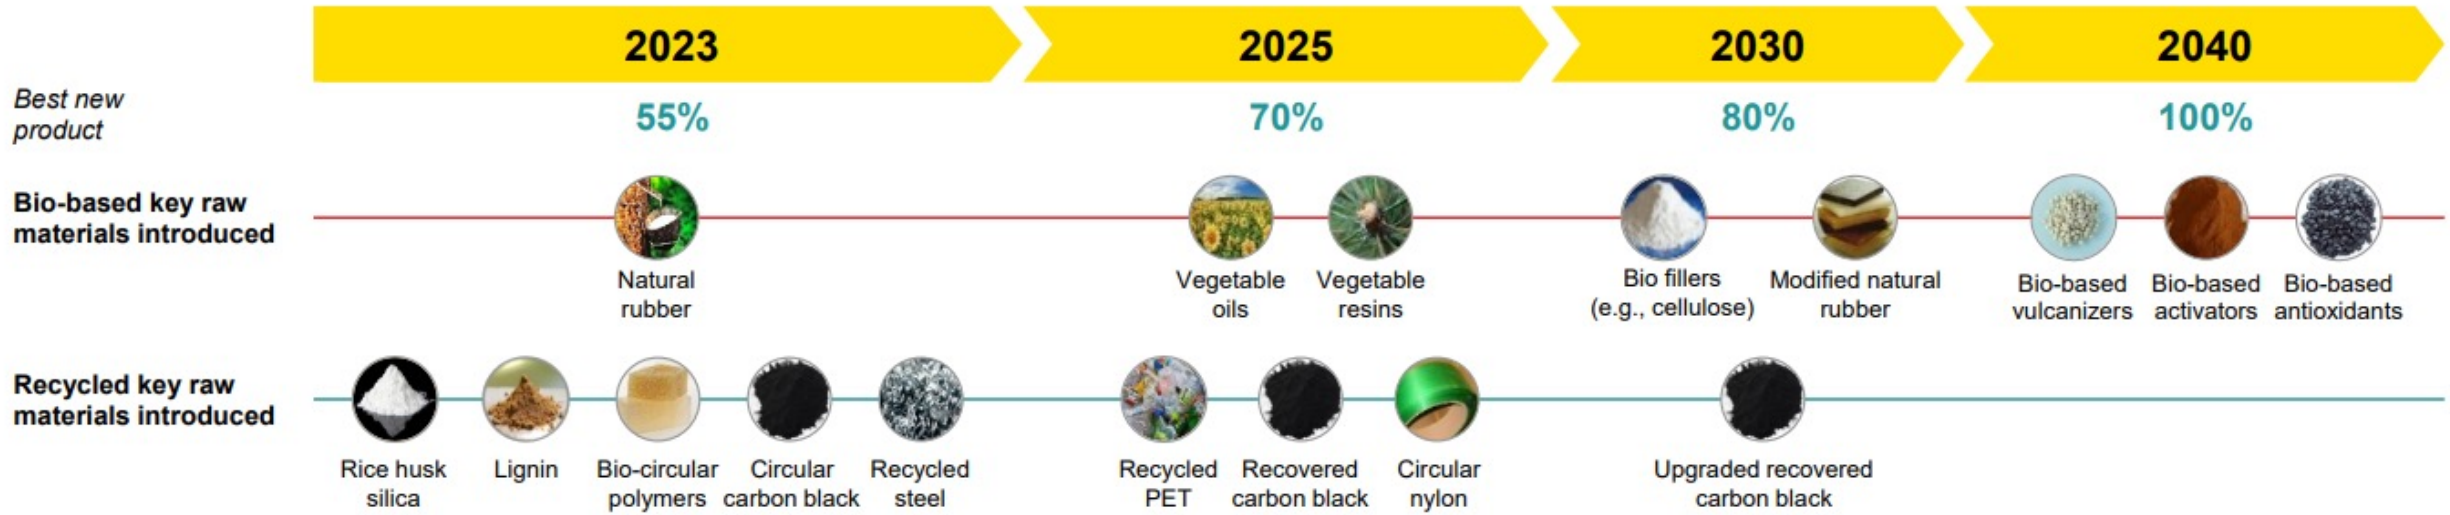 2023
2025
2030
2040
Best new
product
55%
70%
80%
100%
Bio-based key raw
materials introduced
Natural
rubber
Vegetable
oils
Vegetable
resins
Bio fillers
(e.g., cellulose)
Modified natural
rubber
Bio-based
vulcanizers
Bio-based
activators
Bio-based
antioxidants
Recycled key raw
materials introduced
Rice husk
silica
Lignin
Bio-circular
polymers
Circular
carbon black
Recycled
steel
Recycled
PET
Recovered
carbon black
Circular
nylon
Upgraded recovered
carbon black